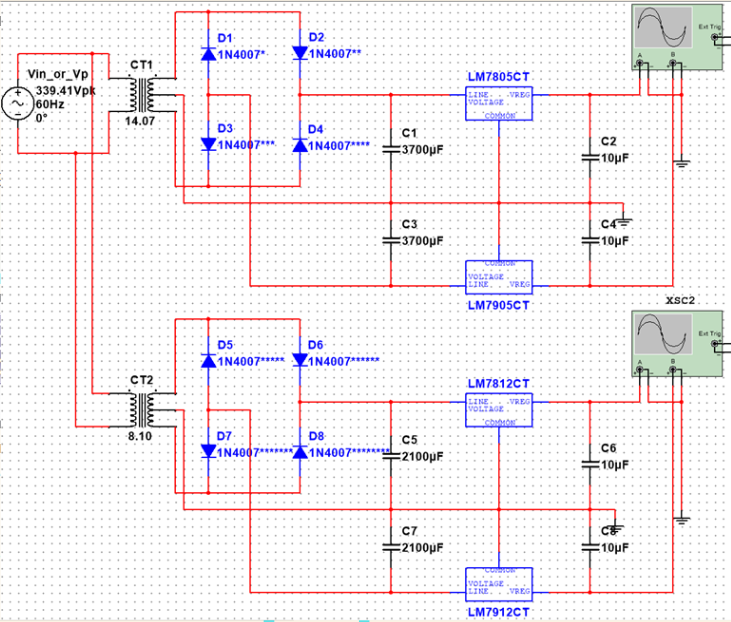 Ext Trig
A
B
D1
1N4007*
D2
1N4007**
CT1
14.07
Vin_or_Vp
339.41Vpk
60Hz
0°
LM7805CT
LINE VREG
VOLTAGE
COMMON
D3
1N4007***
D4
1N4007****
C1
3700µF
C2
10µF
C3
3700µF
C4
10µF
COMMON
VOLTAGE
LINE VREG
LM7905CT
XSC2
Ext Trig
A
B
D5
1N4007*****
D6
1N4007******
CT2
8.10
LM7812CT
LINE VREG
VOLTAGE
COMMON
D7
1N4007*******
D8
1N4007********
C5
2100µF
C6
10µF
C7
2100µF
10µF
COMMON
VOLTAGE
LINE VREG
LM7912CT